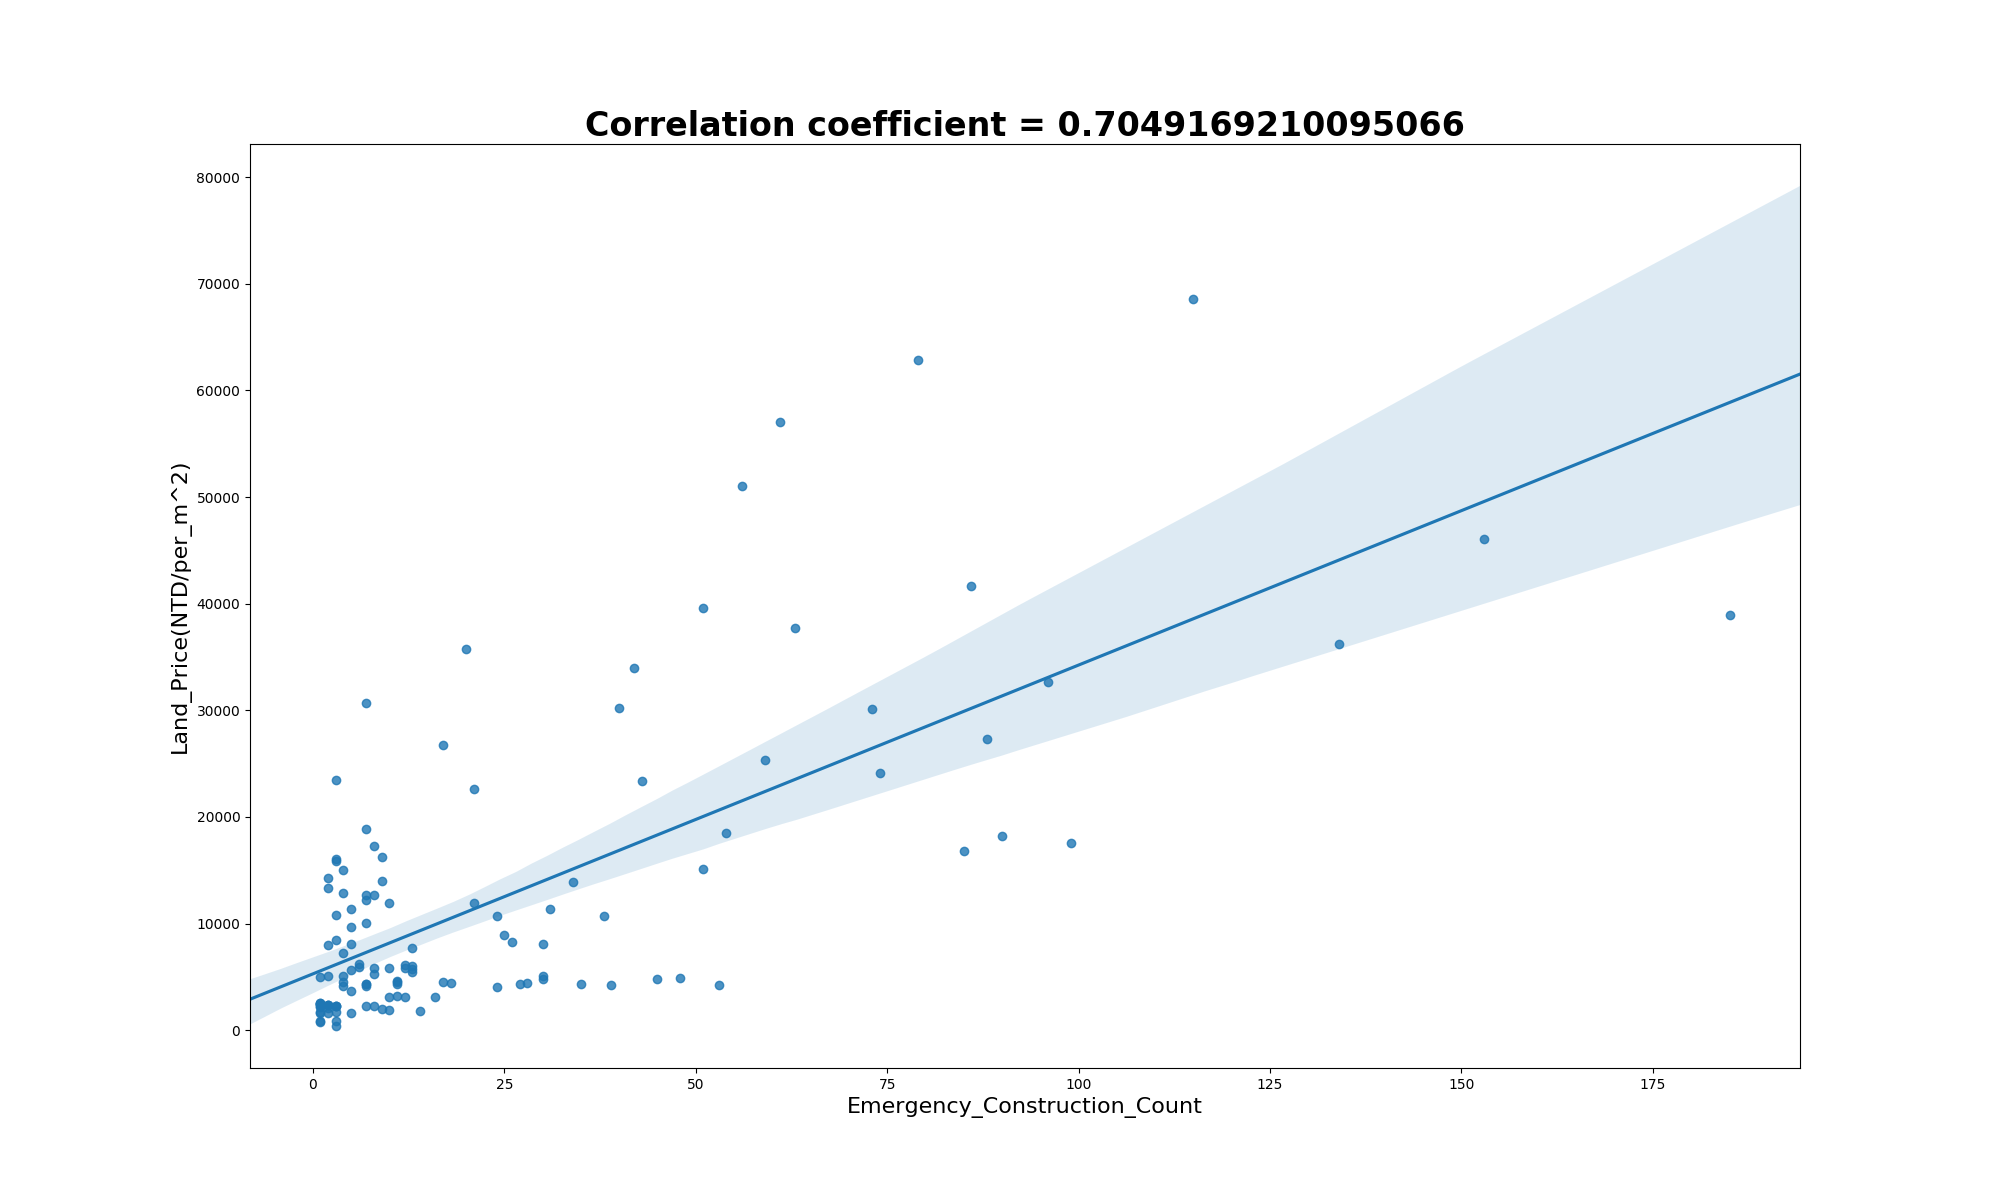 Correlation coefficient = 0.7049169210095066
80000
70000
60000
50000
40000
30000
20000
10000
0
Land_Price(NTD/per_m^2)
0 25 50 75 100 125 150 175
Emergency_Construction_Count